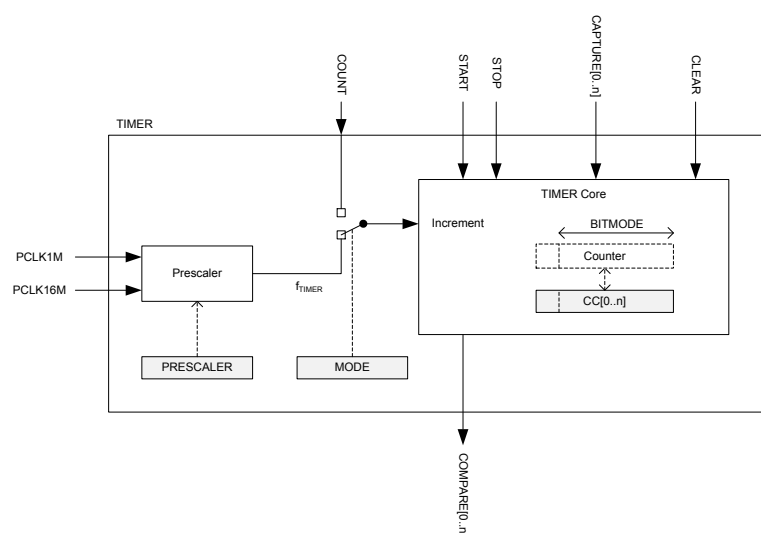 COUNT
START
STOP
CAPTURE[0..n]
CLEAR
TIMER
TIMER Core
Increment
BITMODE
Counter
CC[0..n]
PCLK1M
PCLK16M
Prescaler
fTIMER
PRESCALER
MODE
COMPARE[0..n